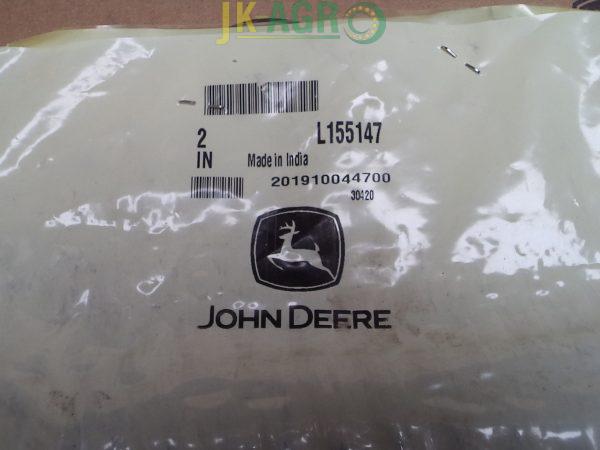 JK AGRO
2 L155147
IN Made in India
201910044700
30420
JOHN DEERE